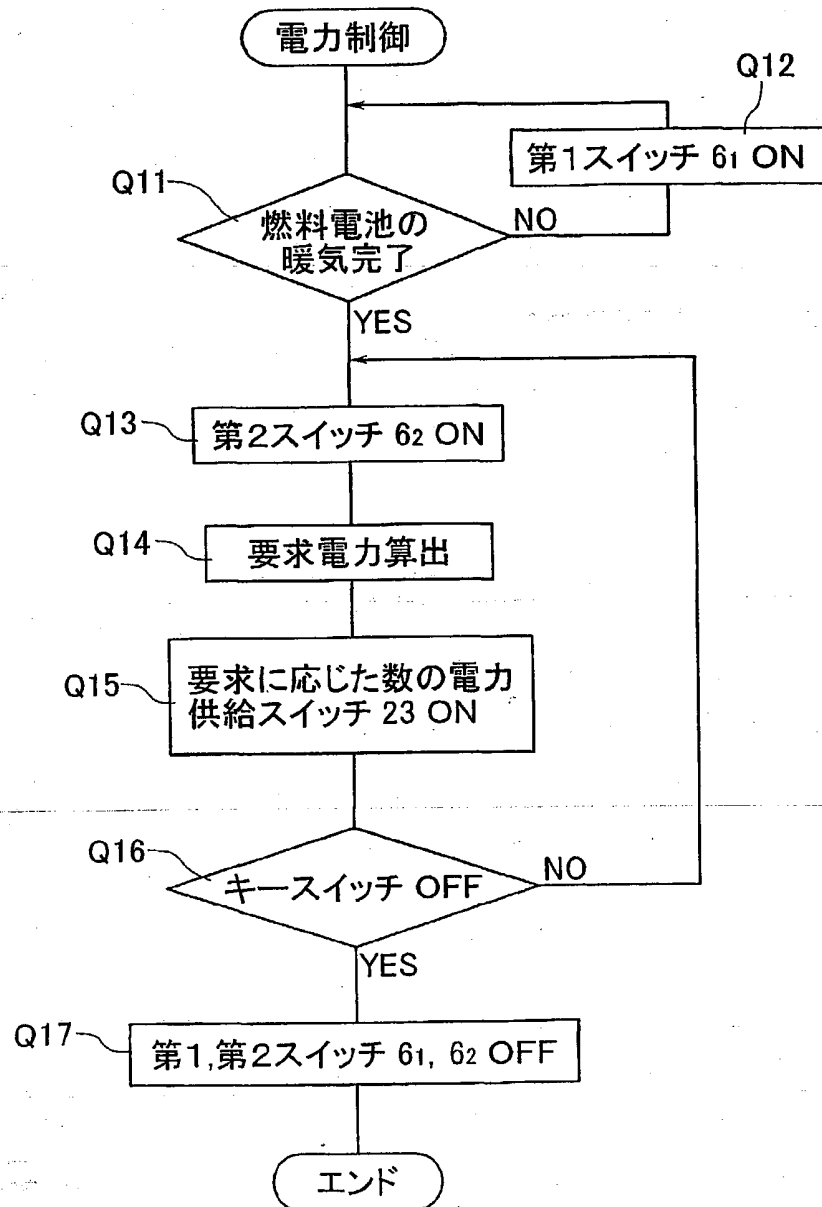 電力制御
Q12
第1スイッチ 6₁ ON
Q11
燃料電池の
暖気完了
NO
YES
Q13
第2スイッチ 6₂ ON
Q14
要求電力算出
Q15
要求に応じた数の電力
供給スイッチ 23 ON
Q16
キースイッチ OFF
NO
YES
Q17
第1,第2スイッチ 6₁, 6₂ OFF
エンド